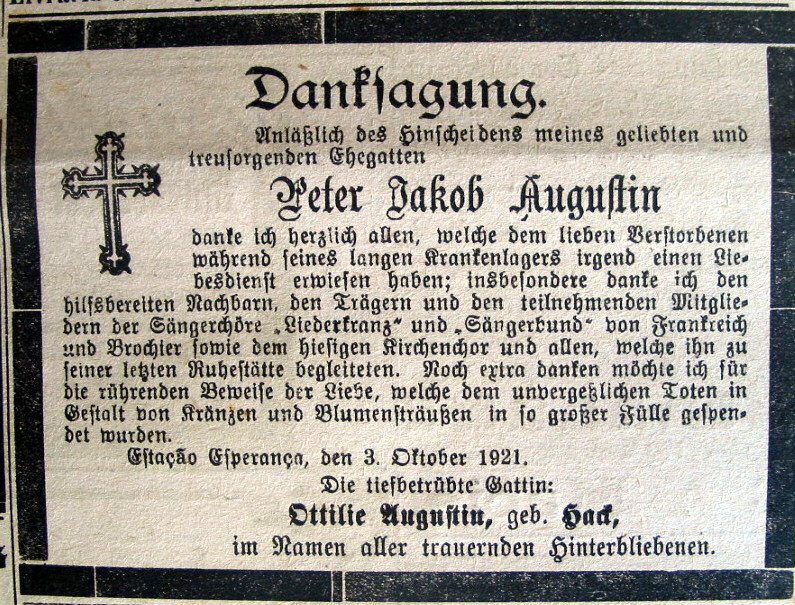 Danksagung.
Anläßlich des Hinscheidens meines geliebten und
treusorgenden Ehegatten
Peter Jakob Augustin
danke ich herzlich allen, welche dem lieben Verstorbenen
während seines langen Krankenlagers irgend einen Lie-
besdienst erwiesen haben; insbesondere danke ich den
hilfsbereiten Nachbarn, den Trägern und den teilnehmenden Mitglie-
dern der Sängerchöre „Liederkranz“ und „Sängerbund“ von Frankreich
und Brochier sowie dem hiesigen Kirchenchor und allen, welche ihn zu
seiner letzten Ruhestätte begleiteten. Noch extra danken möchte ich für
die rührenden Beweise der Liebe, welche dem unvergeßlichen Toten in
Gestalt von Kränzen und Blumensträußen in so großer Fülle gespen-
det wurden.
Estação Esperança, den 3. Oktober 1921.
Die tiefbetrübte Gattin:
Ottilie Augustin, geb. Hack,
im Namen aller trauernden Hinterbliebenen.